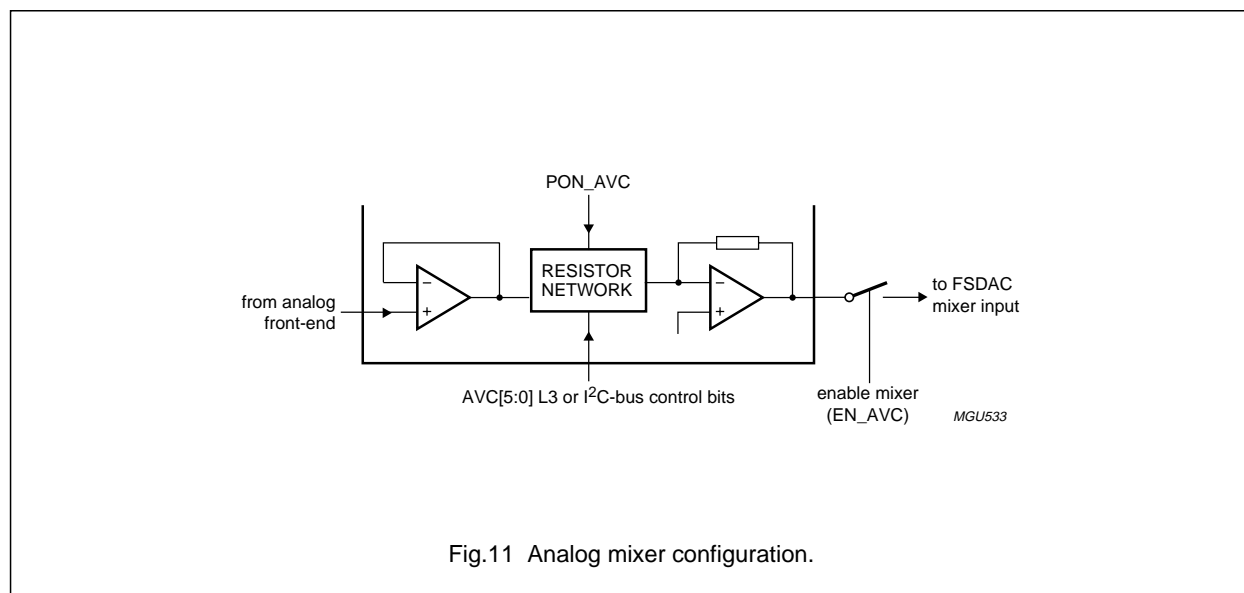 PON_AVC
RESISTOR
NETWORK
−
+
−
+
from analog
front-end
to FSDAC
mixer input
AVC[5:0] L3 or I²C-bus control bits
enable mixer
(EN_AVC)
MGU533
Fig.11 Analog mixer configuration.